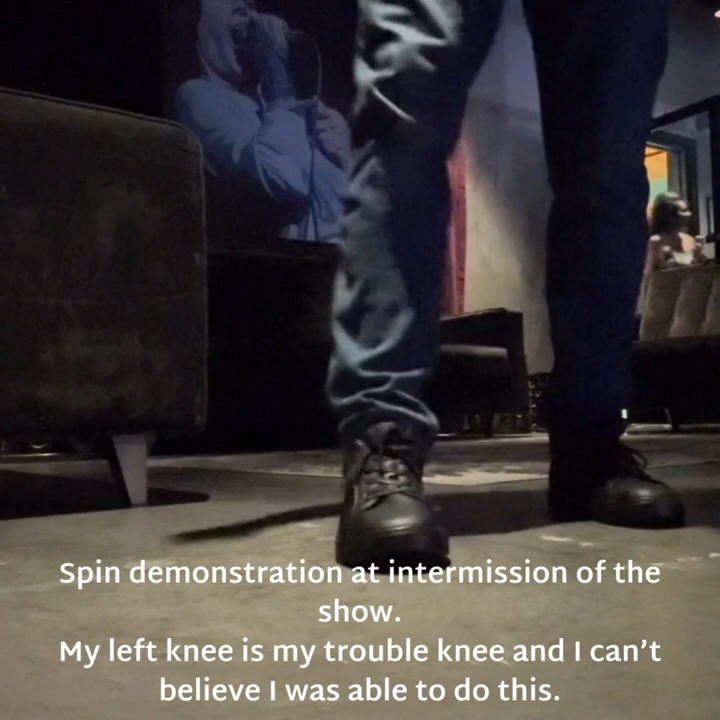 Spin demonstration at intermission of the
show.
My left knee is my trouble knee and I can’t
believe I was able to do this.